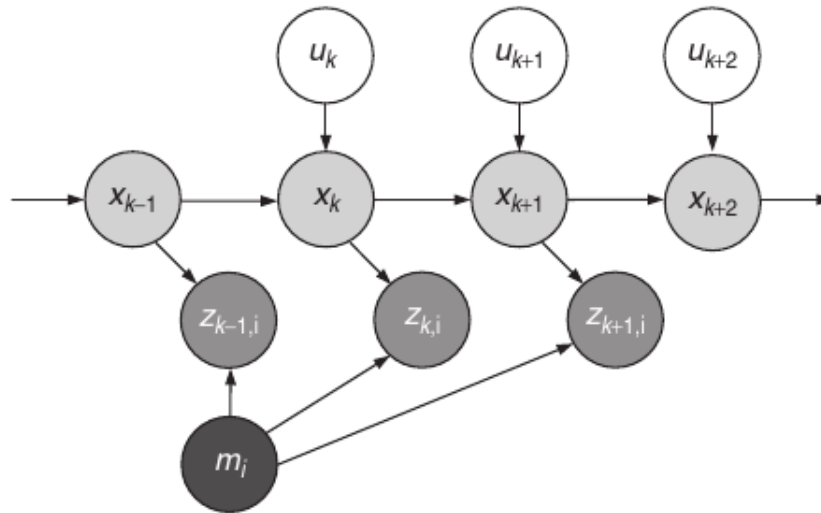 u_k u_{k+1} u_{k+2}
x_{k−1} x_k x_{k+1} x_{k+2}
z_{k−1,i} z_{k,i} z_{k+1,i}
m_i